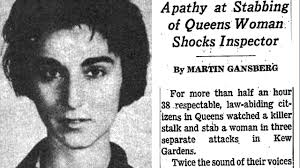 Apathy at Stabbing
of Queens Woman
Shocks Inspector
By MARTIN GANSBERG
For more than half an hour
38 respectable, law-abiding cit-
izens in Queens watched a killer
stalk and stab a woman in
three separate attacks in Kew
Gardens.
Twice the sound of their voices